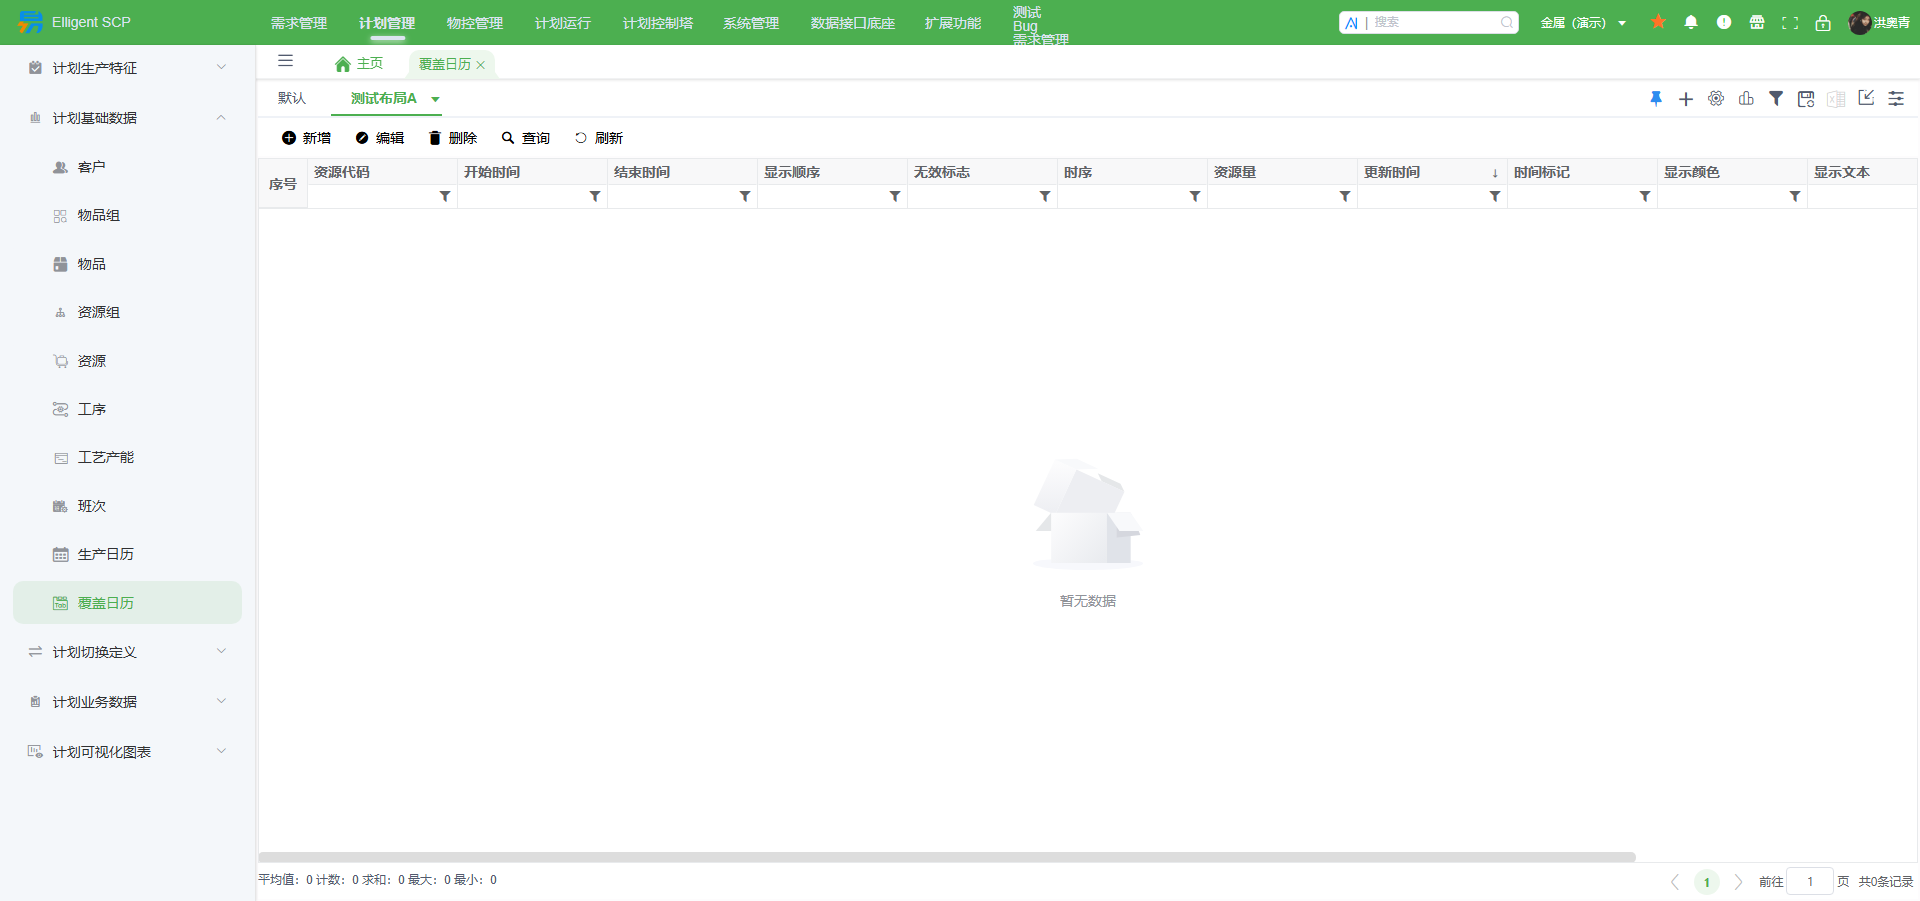 Elligent SCP
需求管理
计划管理
物控管理
计划运行
计划控制塔
系统管理
数据接口底座
扩展功能
测试
Bug
需求管理
AI | 搜索
金属（演示）
洪奥青
计划生产特征
计划基础数据
客户
物品组
物品
资源组
资源
工序
工艺产能
班次
生产日历
覆盖日历
计划切换定义
计划业务数据
计划可视化图表
主页
覆盖日历
默认
测试布局A
新增
编辑
删除
查询
刷新
序号
资源代码
开始时间
结束时间
显示顺序
无效标志
时序
资源量
更新时间 ↓
时间标记
显示颜色
显示文本
暂无数据
平均值：0 计数：0 求和：0 最大：0 最小：0
1
前往 1 页 共0条记录